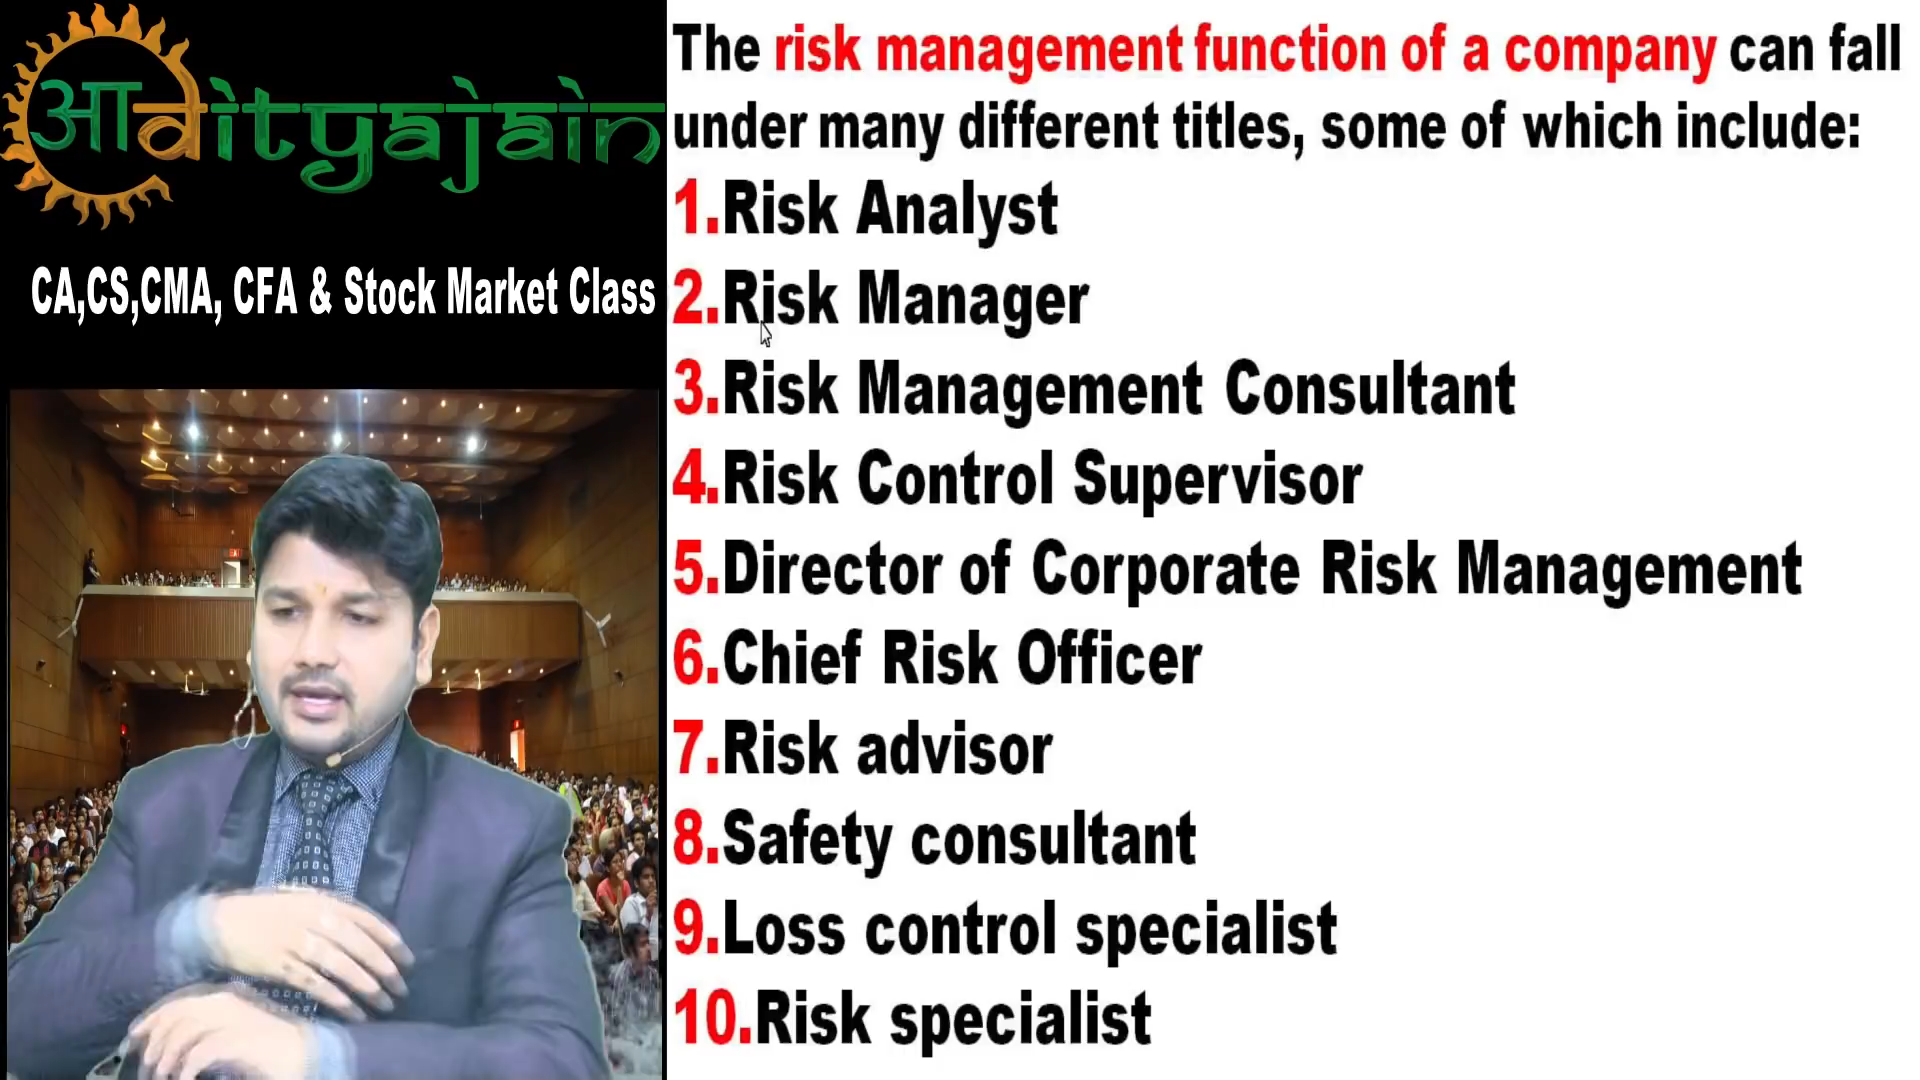 आdityajain
CA,CS,CMA, CFA & Stock Market Class
The risk management function of a company can fall
under many different titles, some of which include:
1.Risk Analyst
2.Risk Manager
3.Risk Management Consultant
4.Risk Control Supervisor
5.Director of Corporate Risk Management
6.Chief Risk Officer
7.Risk advisor
8.Safety consultant
9.Loss control specialist
10.Risk specialist